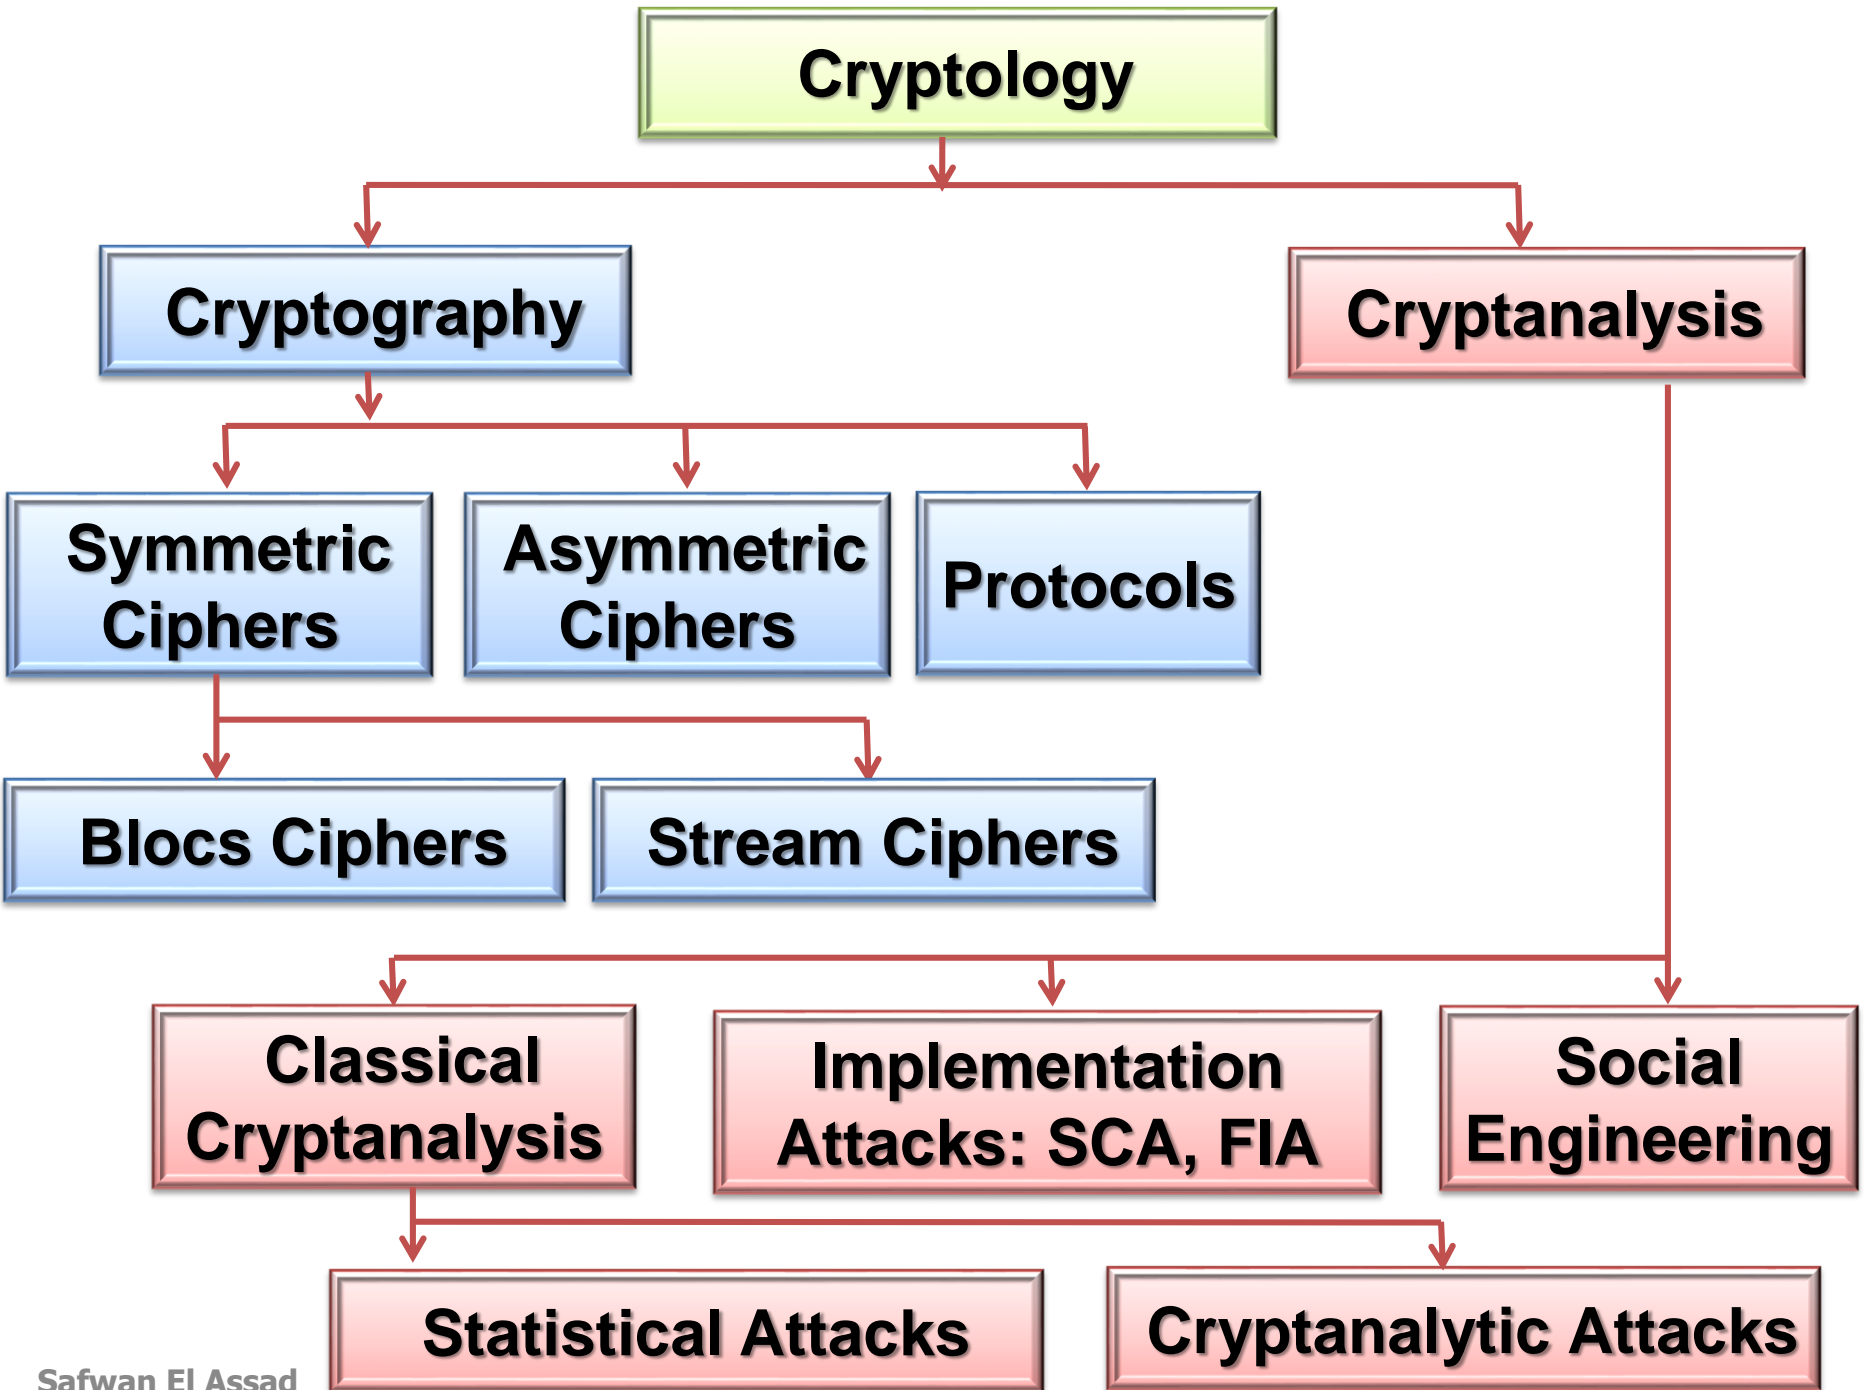 Cryptology
Cryptography
Cryptanalysis
Symmetric
Ciphers
Asymmetric
Ciphers
Protocols
Blocs Ciphers
Stream Ciphers
Classical
Cryptanalysis
Implementation
Attacks: SCA, FIA
Social
Engineering
Statistical Attacks
Cryptanalytic Attacks
Safwan El Assad